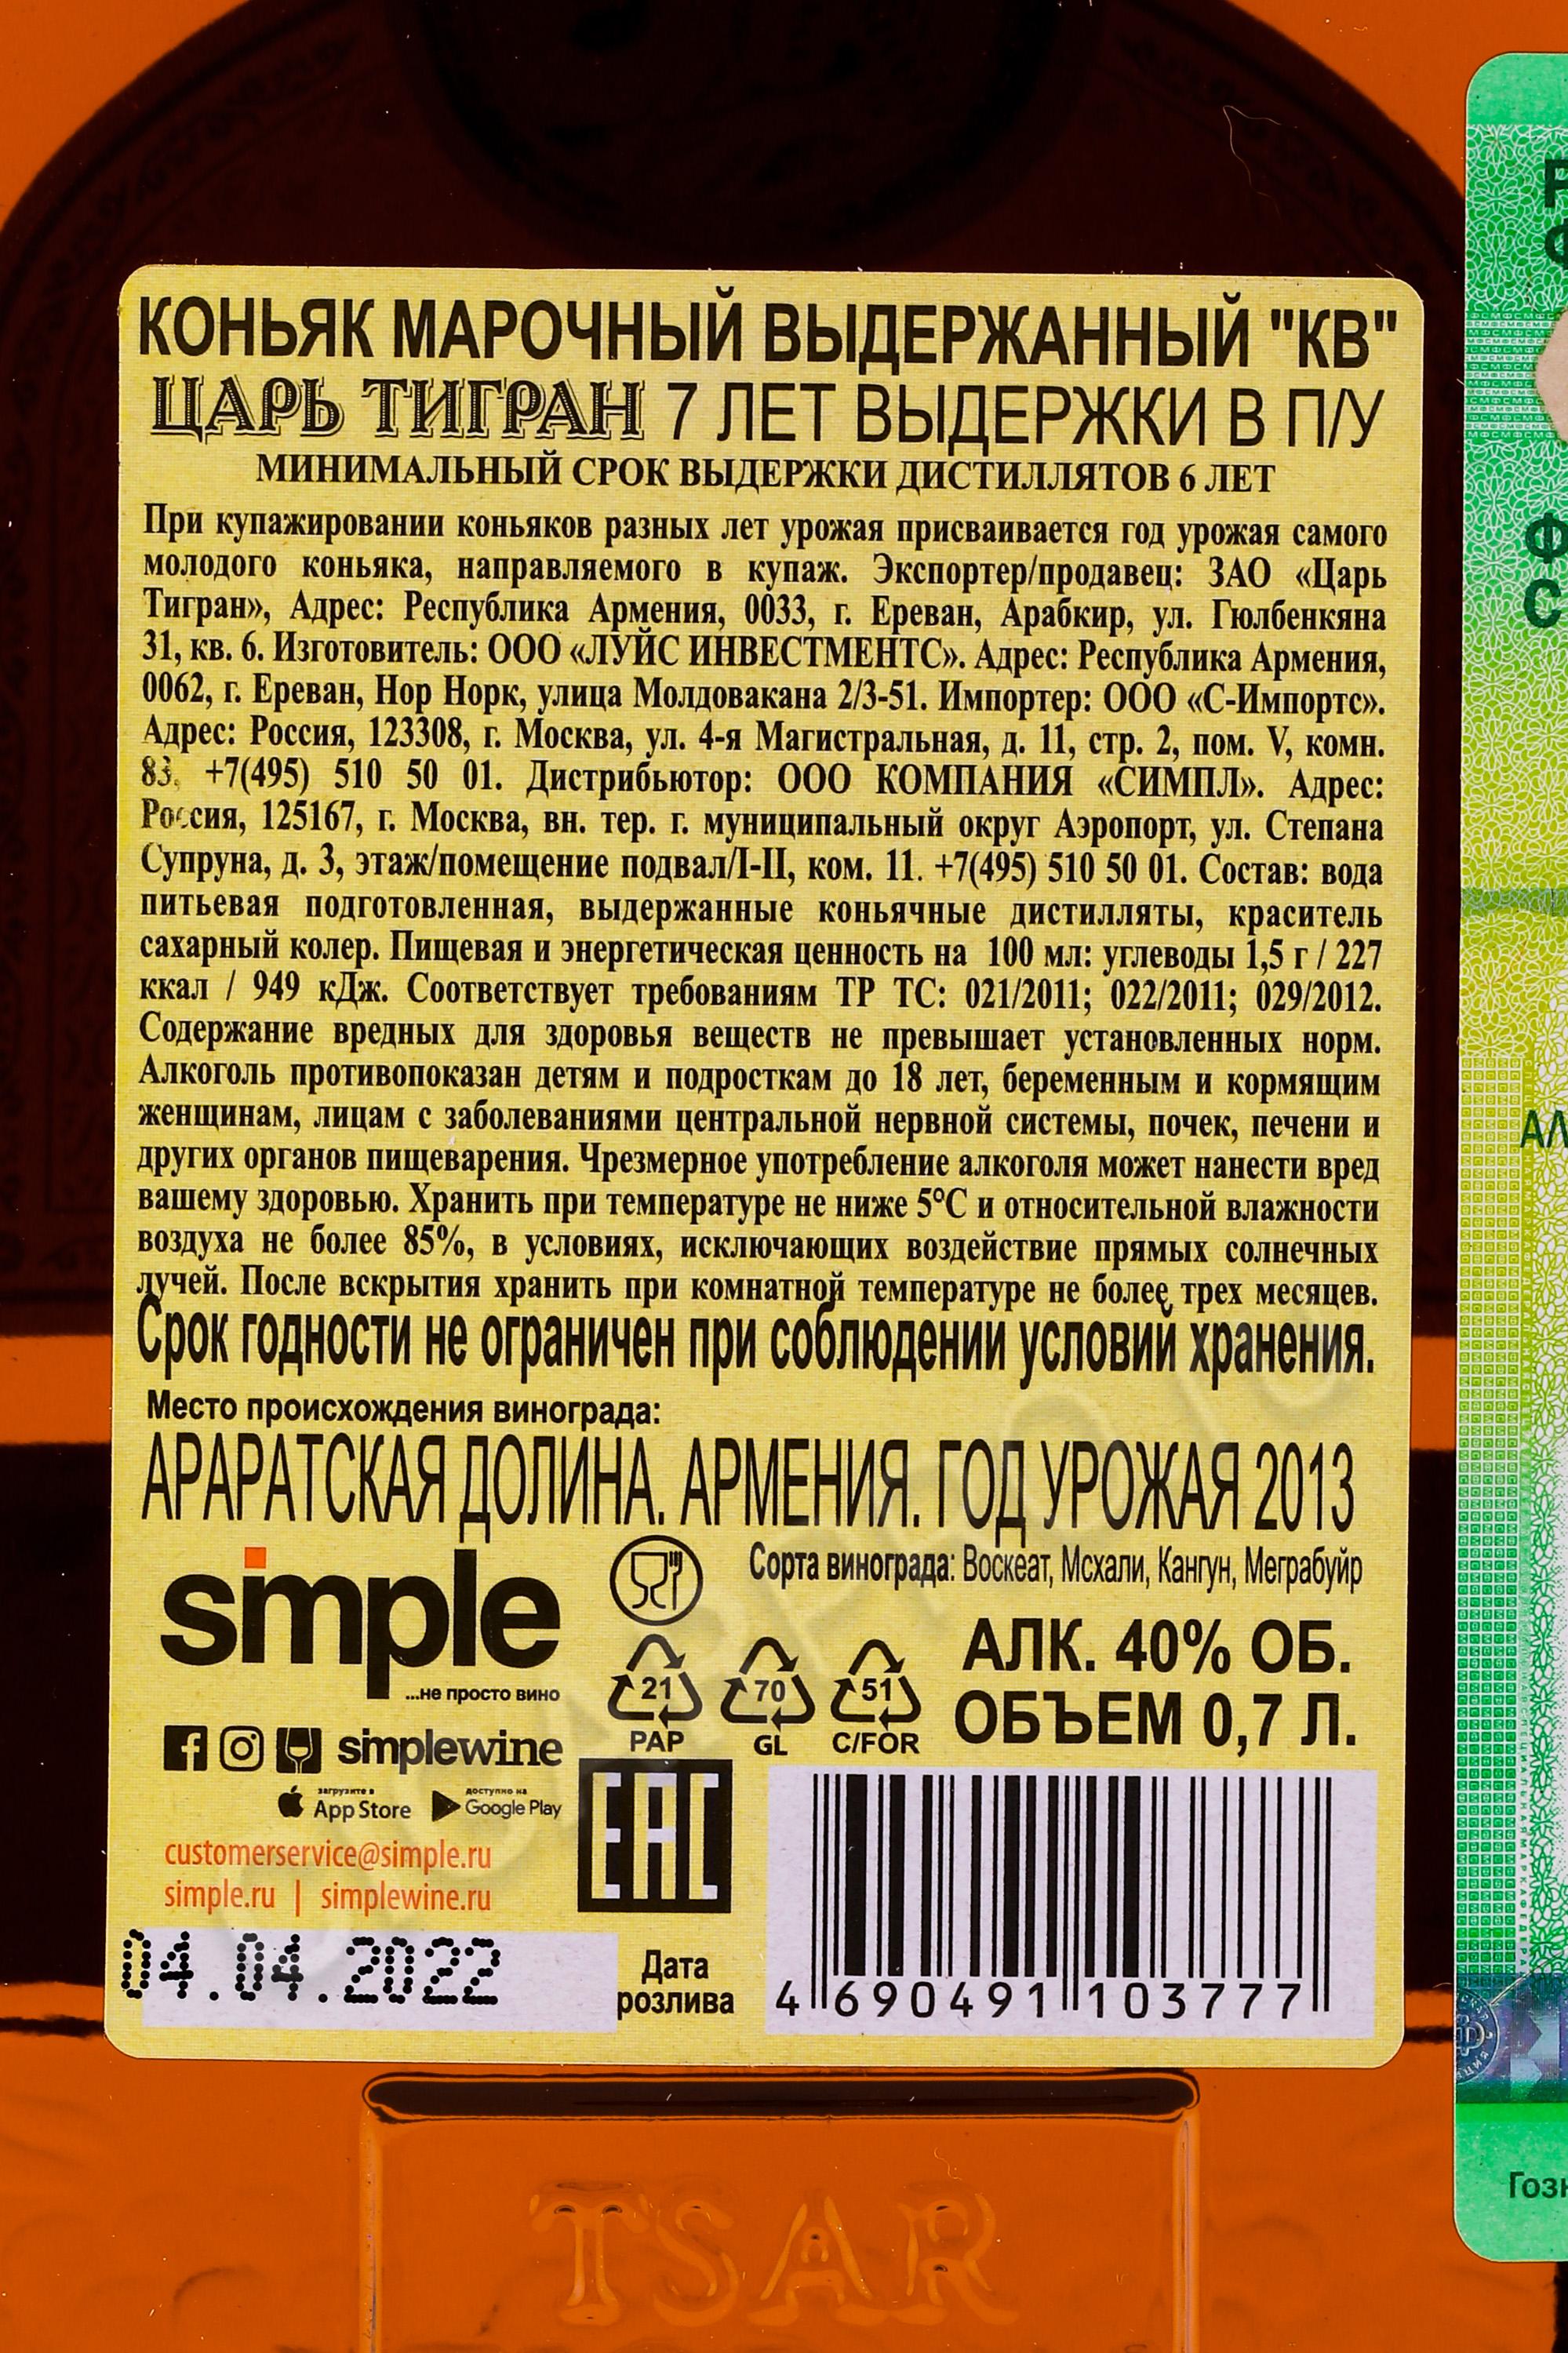 КОНЬЯК МАРОЧНЫЙ ВЫДЕРЖАННЫЙ "КВ"
ЦАРЬ ТИГРАН 7 ЛЕТ ВЫДЕРЖКИ В П/У
МИНИМАЛЬНЫЙ СРОК ВЫДЕРЖКИ ДИСТИЛЛЯТОВ 6 ЛЕТ
При купажировании коньяков разных лет урожая присваивается год урожая самого
молодого коньяка, направляемого в купаж. Экспортер/продавец: ЗАО «Царь
Тигран», Адрес: Республика Армения, 0033, г. Ереван, Арабкир, ул. Гюлбенкяна
31, кв. 6. Изготовитель: ООО «ЛУЙС ИНВЕСТМЕНТС». Адрес: Республика Армения,
0062, г. Ереван, Нор Норк, улица Молдовакана 2/3-51. Импортер: ООО «С-Импортс».
Адрес: Россия, 123308, г. Москва, ул. 4-я Магистральная, д. 11, стр. 2, пом. V, комн.
83. +7(495) 510 50 01. Дистрибьютор: ООО КОМПАНИЯ «СИМПЛ». Адрес:
Россия, 125167, г. Москва, вн. тер. г. муниципальный округ Аэропорт, ул. Степана
Супруна, д. 3, этаж/помещение подвал/I-II, ком. 11. +7(495) 510 50 01. Состав: вода
питьевая подготовленная, выдержанные коньячные дистилляты, краситель
сахарный колер. Пищевая и энергетическая ценность на 100 мл: углеводы 1,5 г / 227
ккал / 949 кДж. Соответствует требованиям ТР ТС: 021/2011; 022/2011; 029/2012.
Содержание вредных для здоровья веществ не превышает установленных норм.
Алкоголь противопоказан детям и подросткам до 18 лет, беременным и кормящим
женщинам, лицам с заболеваниями центральной нервной системы, почек, печени и
других органов пищеварения. Чрезмерное употребление алкоголя может нанести вред
вашему здоровью. Хранить при температуре не ниже 5°С и относительной влажности
воздуха не более 85%, в условиях, исключающих воздействие прямых солнечных
лучей. После вскрытия хранить при комнатной температуре не более трех месяцев.
Срок годности не ограничен при соблюдении условий хранения.
Место происхождения винограда:
АРАРАТСКАЯ ДОЛИНА. АРМЕНИЯ. ГОД УРОЖАЯ 2013
simple
...не просто вино
Сорта винограда: Воскеат, Мсхали, Кангун, Меграбуйр
АЛК. 40% ОБ.
ОБЪЕМ 0,7 Л.
21 70 51
PAP GL C/FOR
simplewine
загрузите в App Store
доступно на Google Play
customerservice@simple.ru
simple.ru | simplewine.ru
EAC
04.04.2022
Дата
розлива
4 690491 103777
TSAR